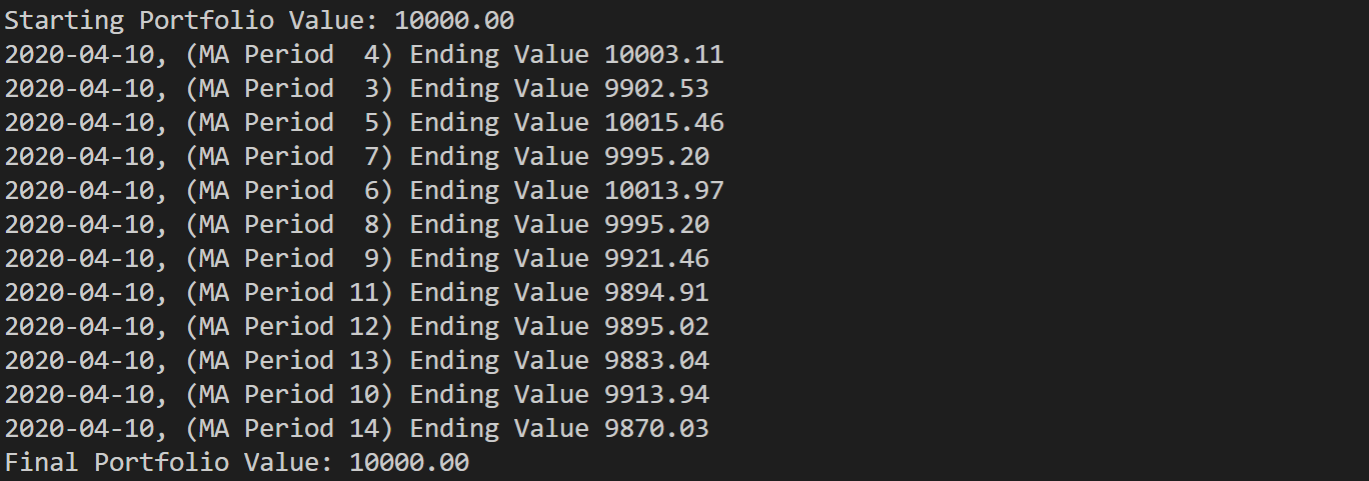 Starting Portfolio Value: 10000.00
2020-04-10, (MA Period  4) Ending Value 10003.11
2020-04-10, (MA Period  3) Ending Value 9902.53
2020-04-10, (MA Period  5) Ending Value 10015.46
2020-04-10, (MA Period  7) Ending Value 9995.20
2020-04-10, (MA Period  6) Ending Value 10013.97
2020-04-10, (MA Period  8) Ending Value 9995.20
2020-04-10, (MA Period  9) Ending Value 9921.46
2020-04-10, (MA Period 11) Ending Value 9894.91
2020-04-10, (MA Period 12) Ending Value 9895.02
2020-04-10, (MA Period 13) Ending Value 9883.04
2020-04-10, (MA Period 10) Ending Value 9913.94
2020-04-10, (MA Period 14) Ending Value 9870.03
Final Portfolio Value: 10000.00